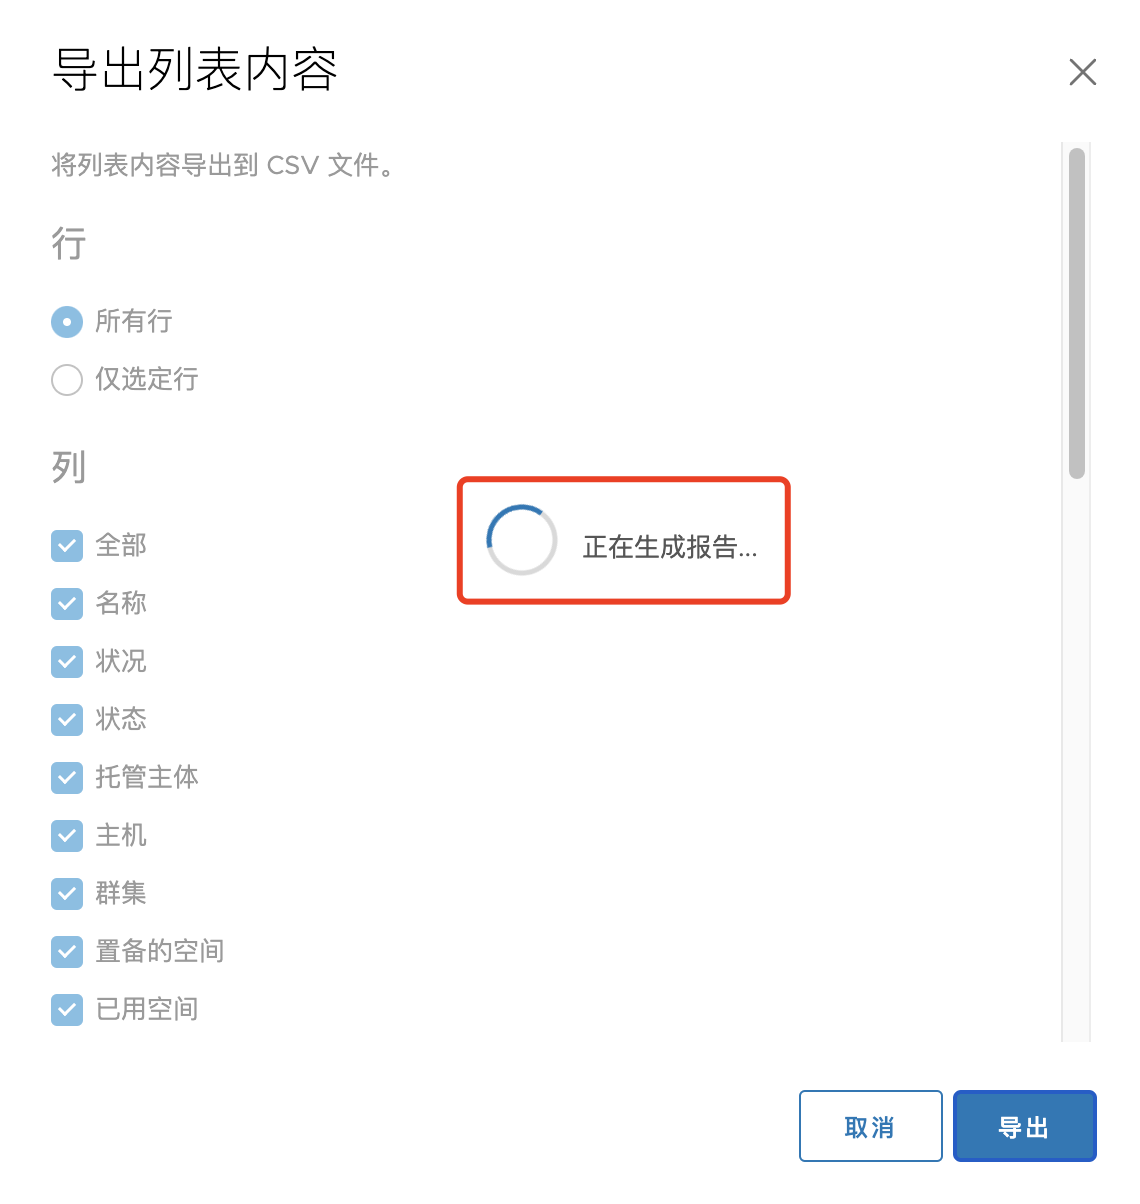 导出列表内容
将列表内容导出到 CSV 文件。
行
所有行
仅选定行
列
全部
名称
状况
状态
托管主体
主机
群集
置备的空间
已用空间
正在生成报告...
取消
导出